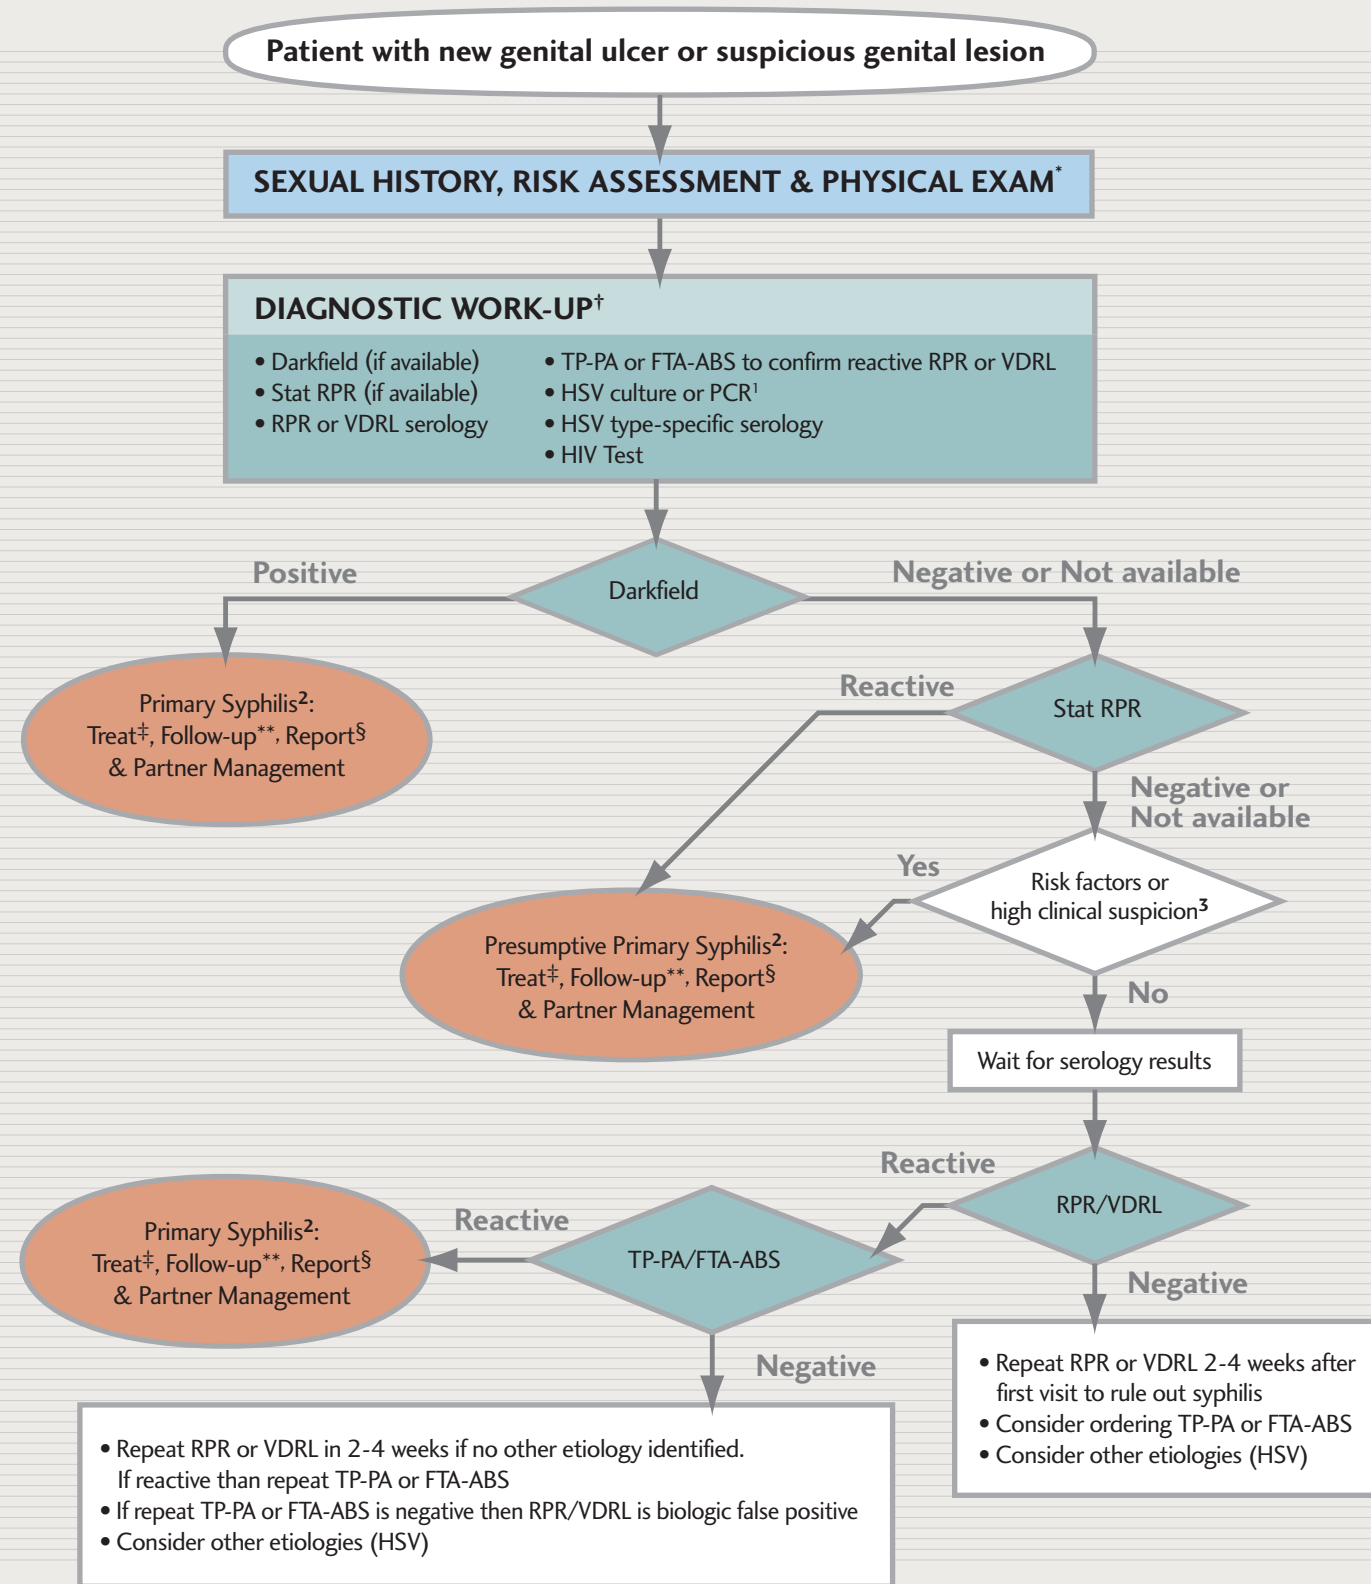 Patient with new genital ulcer or suspicious genital lesion
SEXUAL HISTORY, RISK ASSESSMENT & PHYSICAL EXAM*
DIAGNOSTIC WORK-UP†
• Darkfield (if available)
• Stat RPR (if available)
• RPR or VDRL serology
• TP-PA or FTA-ABS to confirm reactive RPR or VDRL
• HSV culture or PCR¹
• HSV type-specific serology
• HIV Test
Darkfield
Positive
Negative or Not available
Primary Syphilis²:
Treat‡, Follow-up**, Report§
& Partner Management
Stat RPR
Reactive
Negative or
Not available
Risk factors or
high clinical suspicion³
Yes
Presumptive Primary Syphilis²:
Treat‡, Follow-up**, Report§
& Partner Management
No
Wait for serology results
RPR/VDRL
Reactive
TP-PA/FTA-ABS
Reactive
Primary Syphilis²:
Treat‡, Follow-up**, Report§
& Partner Management
Negative
• Repeat RPR or VDRL 2-4 weeks after
first visit to rule out syphilis
• Consider ordering TP-PA or FTA-ABS
• Consider other etiologies (HSV)
Negative
• Repeat RPR or VDRL in 2-4 weeks if no other etiology identified.
If reactive than repeat TP-PA or FTA-ABS
• If repeat TP-PA or FTA-ABS is negative then RPR/VDRL is biologic false positive
• Consider other etiologies (HSV)